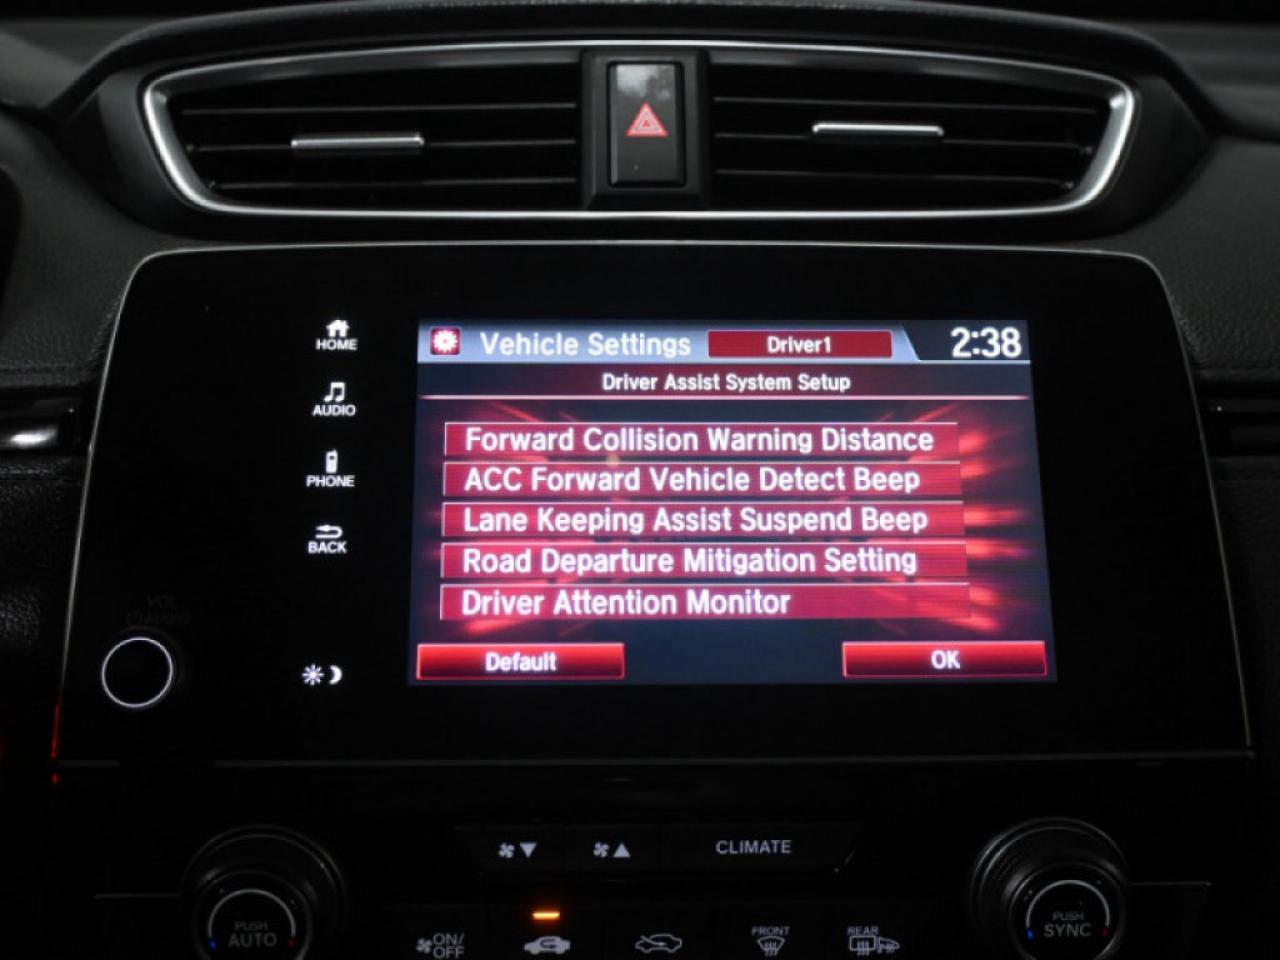 HOME
AUDIO
PHONE
BACK
VOL
Vehicle Settings
Driver1
2:38
Driver Assist System Setup
Forward Collision Warning Distance
ACC Forward Vehicle Detect Beep
Lane Keeping Assist Suspend Beep
Road Departure Mitigation Setting
Driver Attention Monitor
Default
OK
CLIMATE
PUSH
AUTO
ON/
OFF
FRONT
REAR
PUSH
SYNC